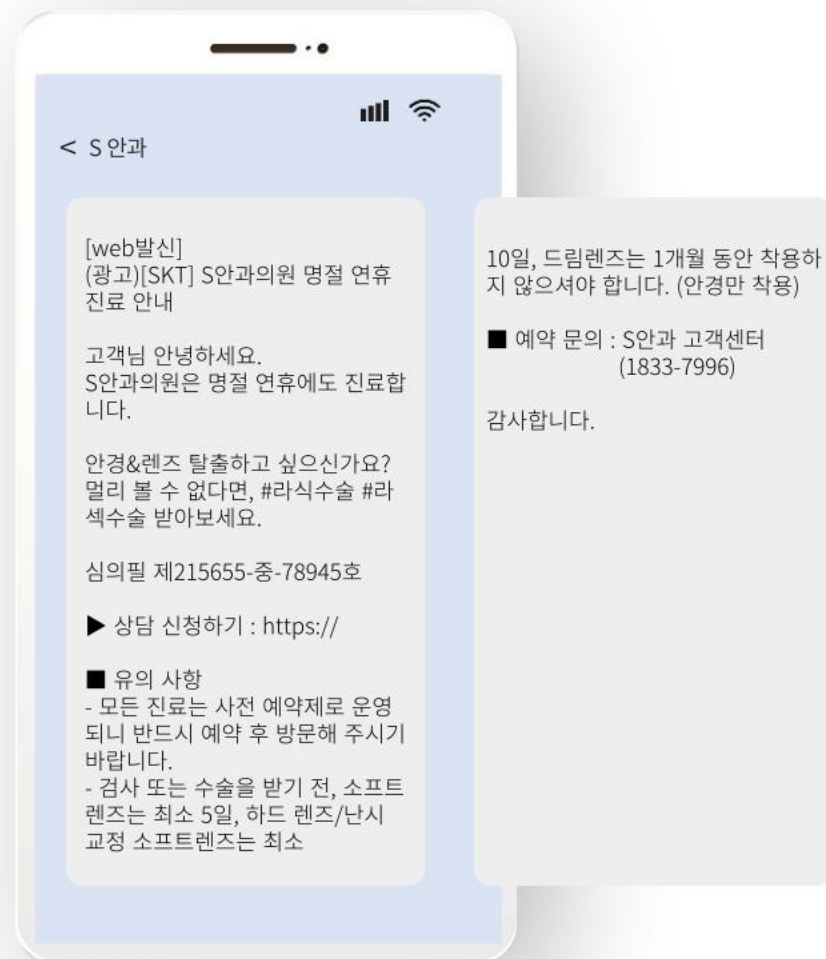 < S 안과
[web발신]
(광고)[SKT] S안과의원 명절 연휴
진료 안내
고객님 안녕하세요.
S안과의원은 명절 연휴에도 진료합
니다.
안경&렌즈 탈출하고 싶으신가요?
멀리 볼 수 없다면, #라식수술 #라
섹수술 받아보세요.
심의필 제215655-중-78945호
▶ 상담 신청하기 : https://
■ 유의 사항
- 모든 진료는 사전 예약제로 운영
되니 반드시 예약 후 방문해 주시기
바랍니다.
- 검사 또는 수술을 받기 전, 소프트
렌즈는 최소 5일, 하드 렌즈/난시
교정 소프트렌즈는 최소
10일, 드림렌즈는 1개월 동안 착용하
지 않으셔야 합니다. (안경만 착용)
■ 예약 문의 : S안과 고객센터
(1833-7996)
감사합니다.